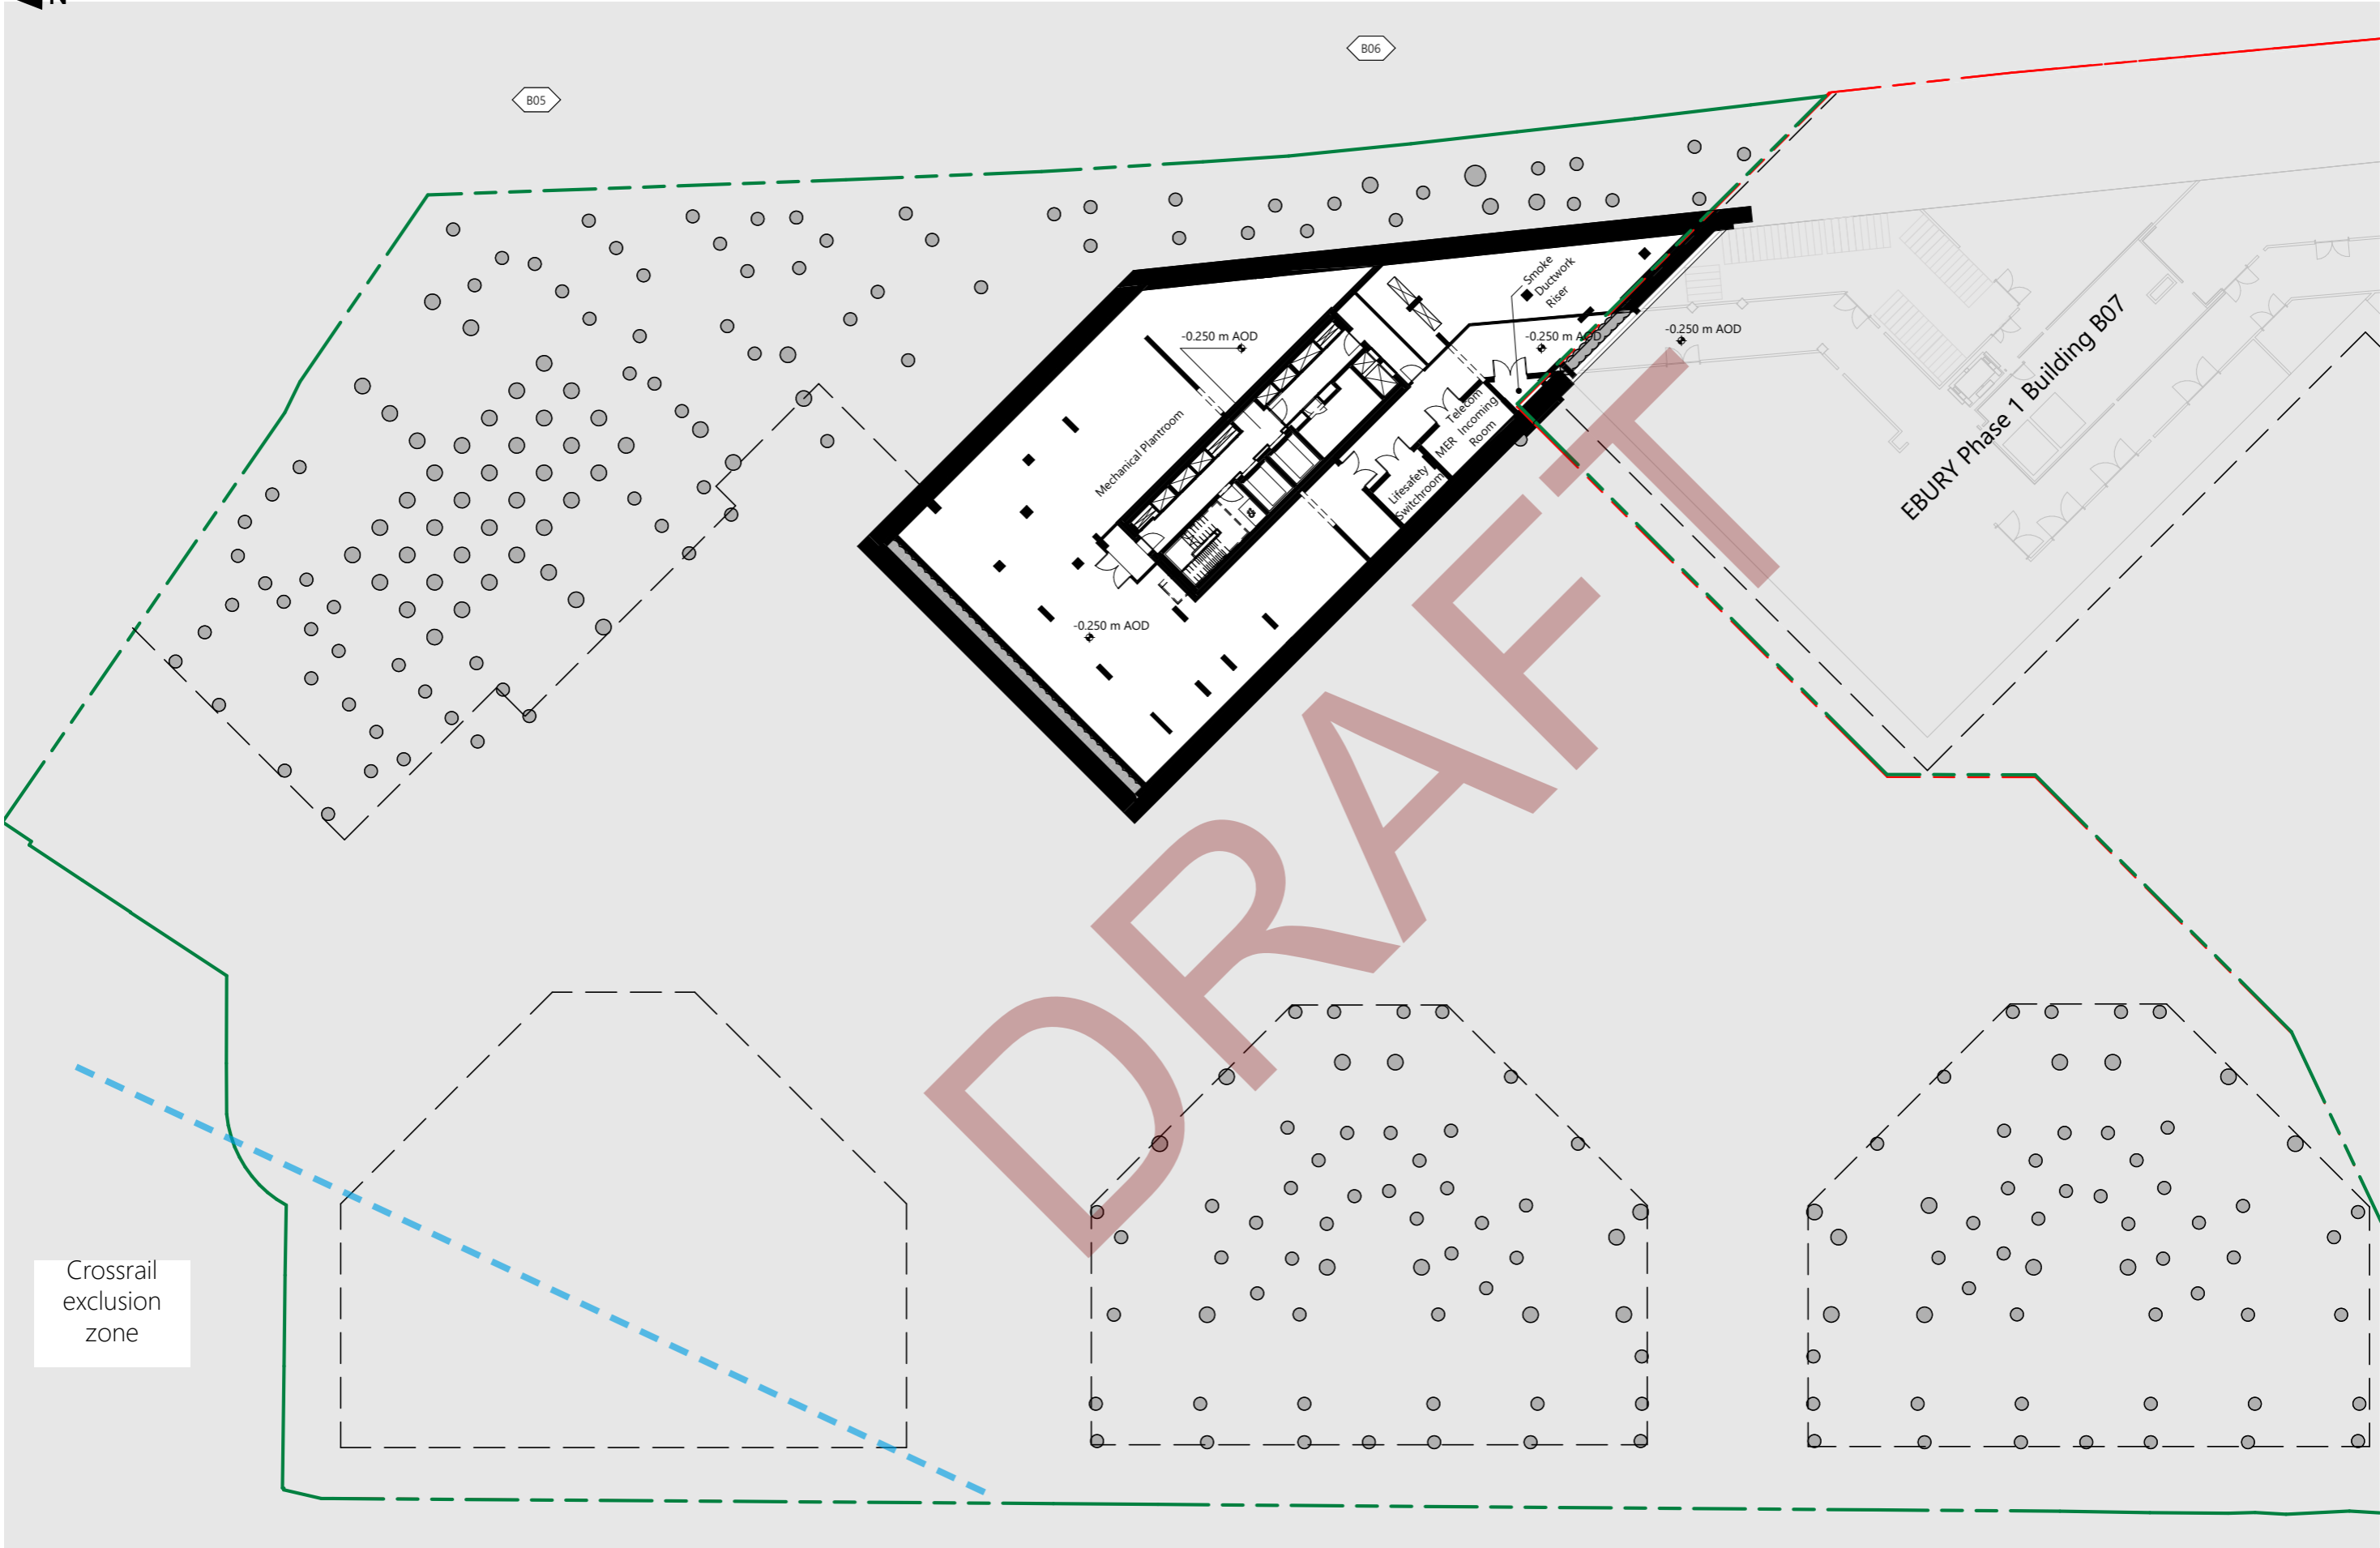 N
B06
B05
Smoke
Ductwork
Riser
-0.250 m AOD
-0.250 m AOD
-0.250 m AOD
EBURY Phase 1 Building B07
Mechanical Plantroom
Telecom
Incoming
Room
MER
Lifesafety
Switchroom
-0.250 m AOD
DRAFT
Crossrail
exclusion
zone